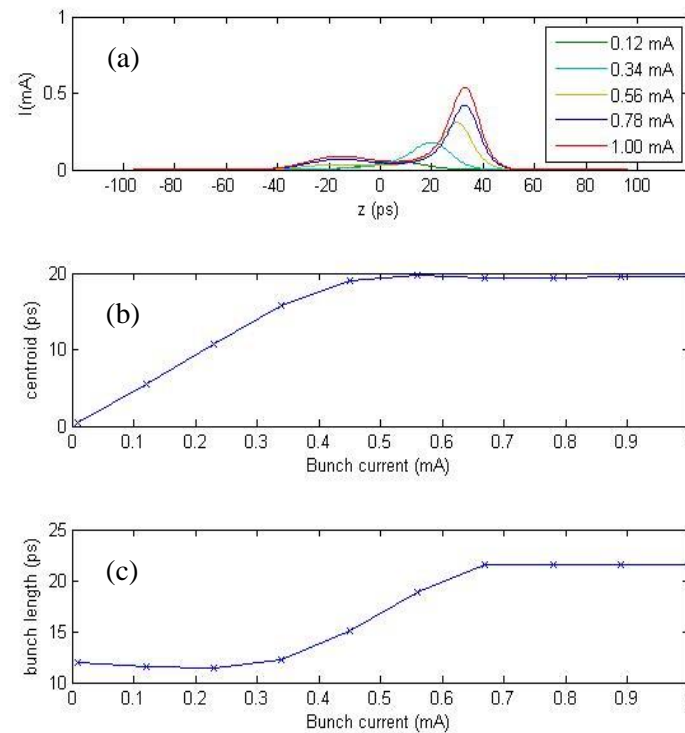 1
(a)
0.12 mA
0.34 mA
0.56 mA
0.78 mA
1.00 mA
I(mA)
0.5
0
-100 -80 -60 -40 -20 0 20 40 60 80 100
z (ps)
20
(b)
centroid (ps)
10
0
0 0.1 0.2 0.3 0.4 0.5 0.6 0.7 0.8 0.9
Bunch current (mA)
25
(c)
bunch length (ps)
20
15
10
0 0.1 0.2 0.3 0.4 0.5 0.6 0.7 0.8 0.9
Bunch current (mA)